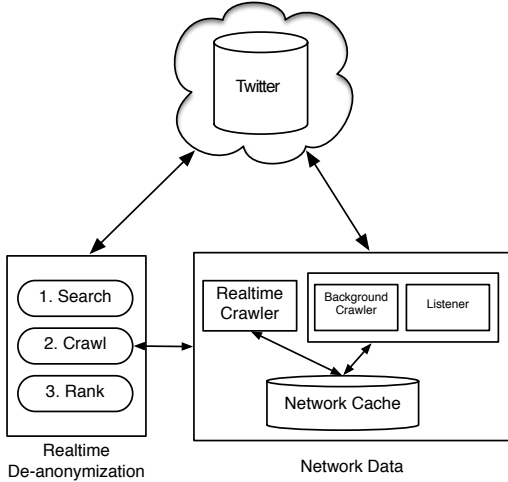 Twitter
1. Search
2. Crawl
3. Rank
Realtime
De-anonymization
Realtime
Crawler
Background
Crawler
Listener
Network Cache
Network Data